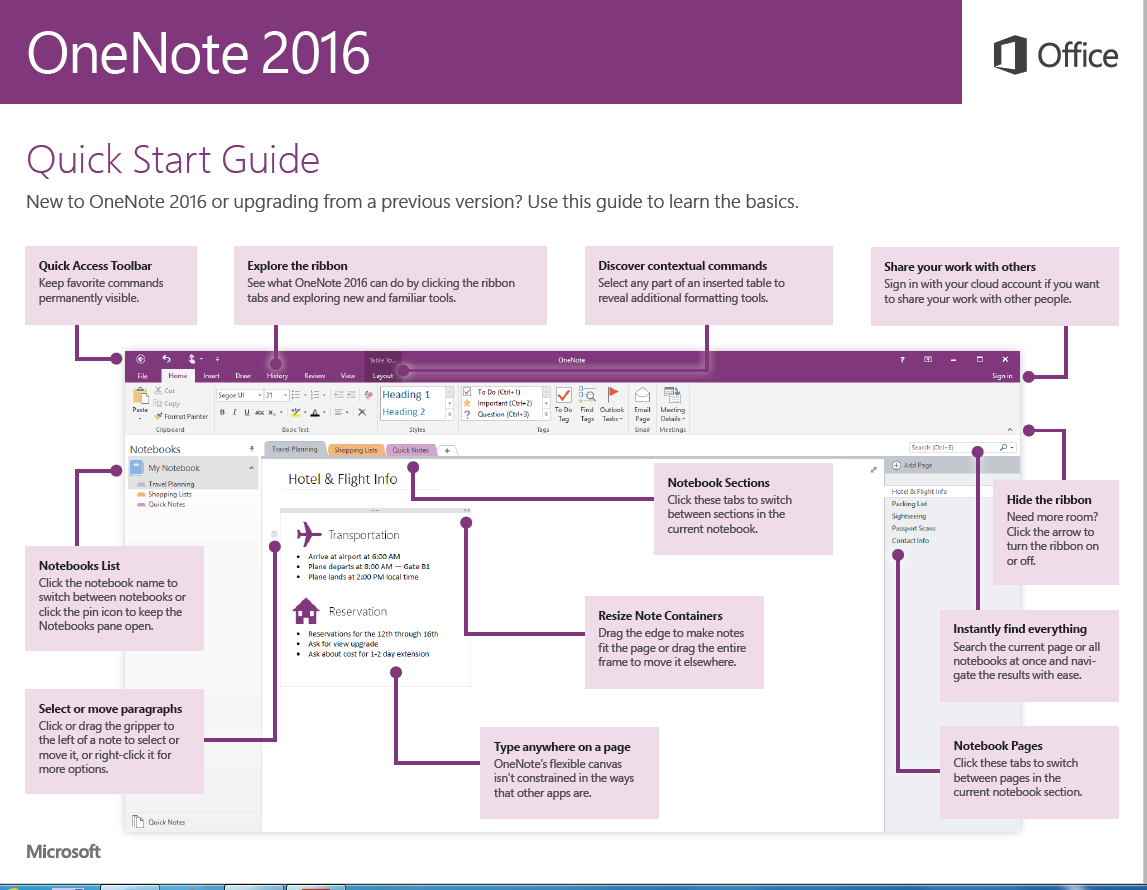 OneNote 2016
Office
Quick Start Guide
New to OneNote 2016 or upgrading from a previous version? Use this guide to learn the basics.
Quick Access Toolbar
Keep favorite commands
permanently visible.
Explore the ribbon
See what OneNote 2016 can do by clicking the ribbon
tabs and exploring new and familiar tools.
Discover contextual commands
Select any part of an inserted table to
reveal additional formatting tools.
Share your work with others
Sign in with your cloud account if you want
to share your work with other people.
Table To...
OneNote
?
File
Home
Insert
Draw
History
Review
View
Layout
Sign in
Paste
Cut
Copy
Format Painter
Clipboard
Segoe UI
31
B I U abc X₂
A
Basic Text
Heading 1
Heading 2
Styles
To Do (Ctrl+1)
Important (Ctrl+2)
? Question (Ctrl+3)
To Do
Tag
Find
Tags
Outlook
Tasks
Tags
Email
Page
Email
Meeting
Details
Meetings
Notebooks
Travel Planning
Shopping Lists
Quick Notes
+
Search (Ctrl+E)
My Notebook
Travel Planning
Shopping Lists
Quick Notes
Add Page
Hotel & Flight Info
Hotel & Flight Info
Packing List
Sightseeing
Passport Scans
Contact Info
Transportation
• Arrive at airport at 6:00 AM
• Plane departs at 8:00 AM — Gate B1
• Plane lands at 2:00 PM local time
Reservation
• Reservations for the 12th through 16th
• Ask for view upgrade
• Ask about cost for 1-2 day extension
Notebook Sections
Click these tabs to switch
between sections in the
current notebook.
Hide the ribbon
Need more room?
Click the arrow to
turn the ribbon on
or off.
Notebooks List
Click the notebook name to
switch between notebooks or
click the pin icon to keep the
Notebooks pane open.
Resize Note Containers
Drag the edge to make notes
fit the page or drag the entire
frame to move it elsewhere.
Instantly find everything
Search the current page or all
notebooks at once and navi-
gate the results with ease.
Select or move paragraphs
Click or drag the gripper to
the left of a note to select or
move it, or right-click it for
more options.
Type anywhere on a page
OneNote's flexible canvas
isn't constrained in the ways
that other apps are.
Notebook Pages
Click these tabs to switch
between pages in the
current notebook section.
Quick Notes
Microsoft